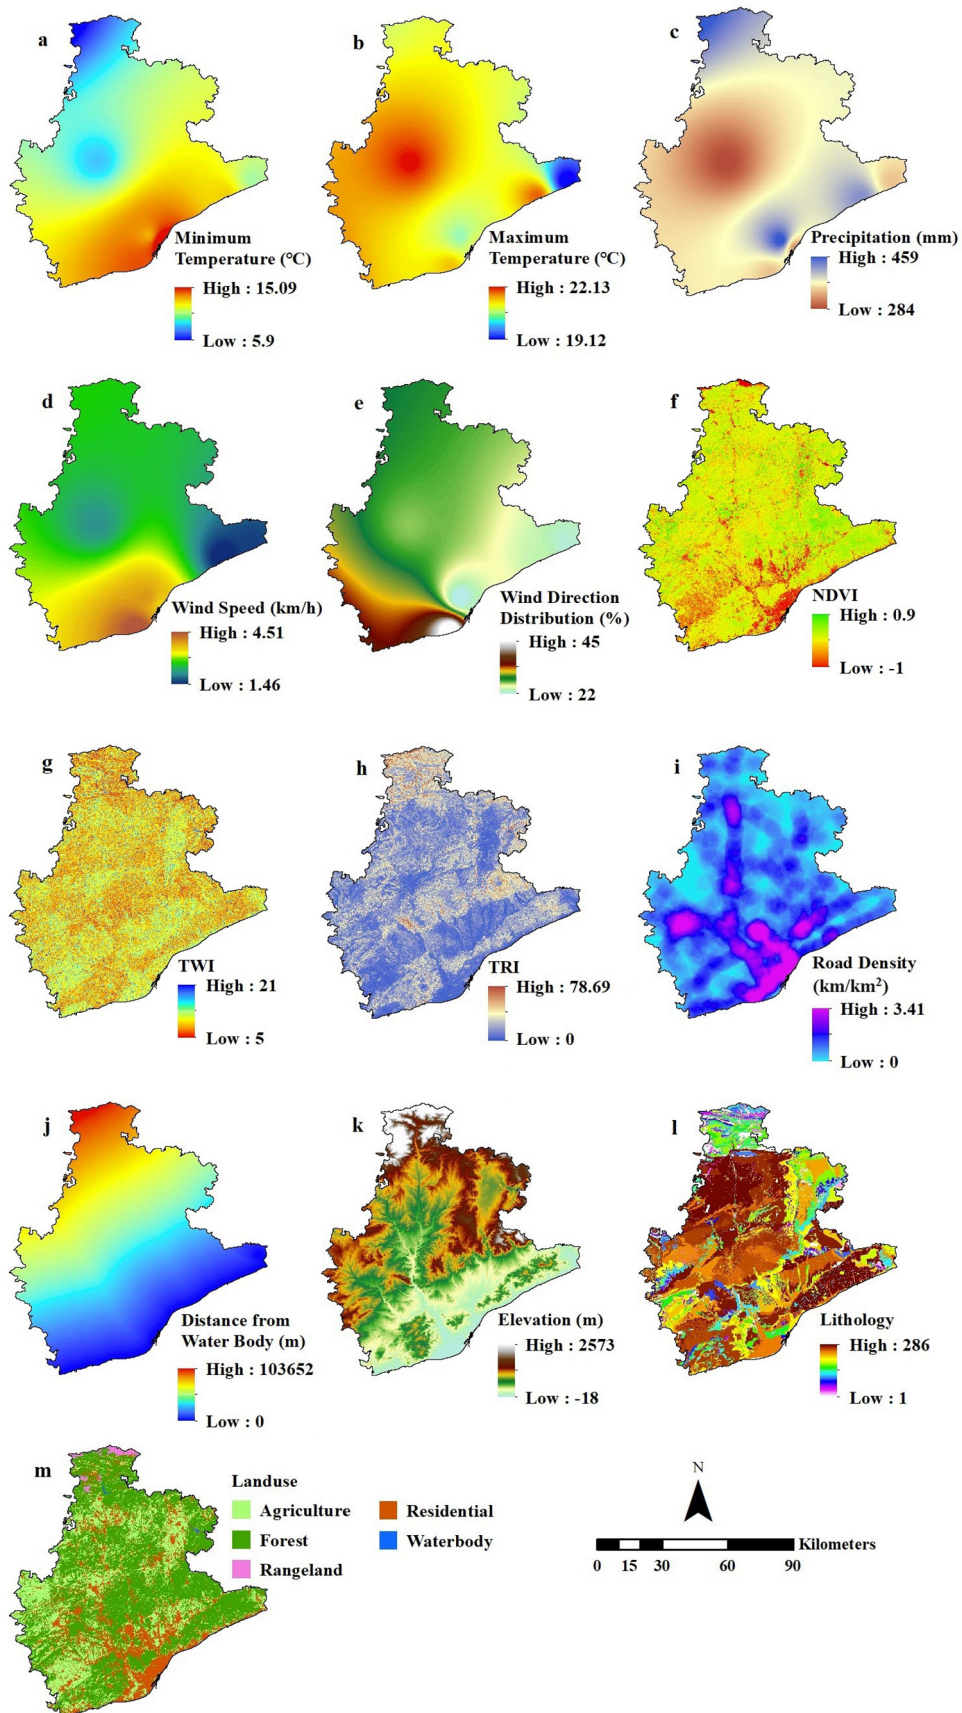 a
b
c
Minimum
Temperature (°C)
High : 15.09
Low : 5.9
Maximum
Temperature (°C)
High : 22.13
Low : 19.12
Precipitation (mm)
High : 459
Low : 284
d
e
f
Wind Speed (km/h)
High : 4.51
Low : 1.46
Wind Direction
Distribution (%)
High : 45
Low : 22
NDVI
High : 0.9
Low : -1
g
h
i
TWI
High : 21
Low : 5
TRI
High : 78.69
Low : 0
Road Density
(km/km²)
High : 3.41
Low : 0
j
k
l
Distance from
Water Body (m)
High : 103652
Low : 0
Elevation (m)
High : 2573
Low : -18
Lithology
High : 286
Low : 1
m
Landuse
Agriculture
Forest
Rangeland
Residential
Waterbody
N
Kilometers
0 15 30 60 90